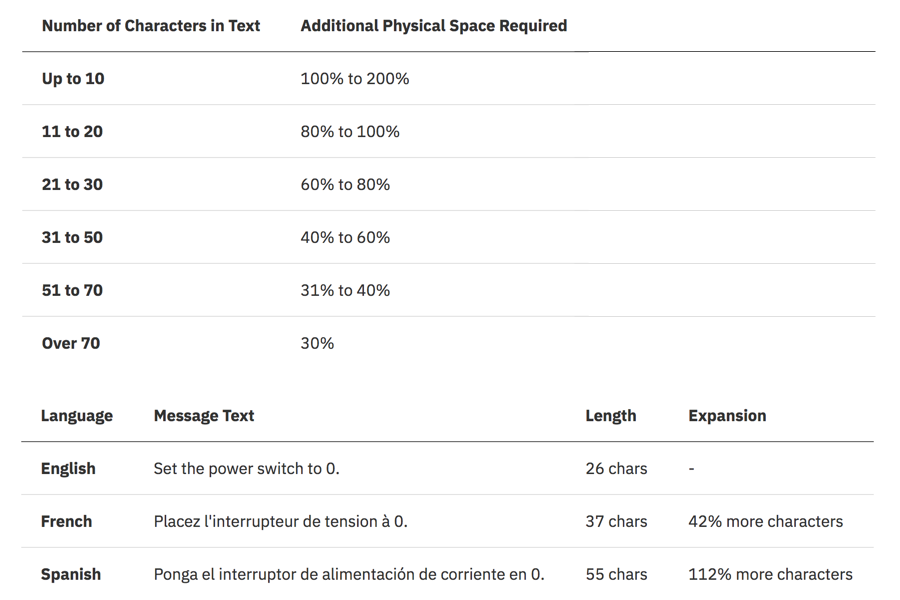 Number of Characters in Text Additional Physical Space Required
Up to 10 100% to 200%
11 to 20 80% to 100%
21 to 30 60% to 80%
31 to 50 40% to 60%
51 to 70 31% to 40%
Over 70 30%
Language Message Text Length Expansion
English Set the power switch to 0. 26 chars -
French Placez l'interrupteur de tension à 0. 37 chars 42% more characters
Spanish Ponga el interruptor de alimentación de corriente en 0. 55 chars 112% more characters